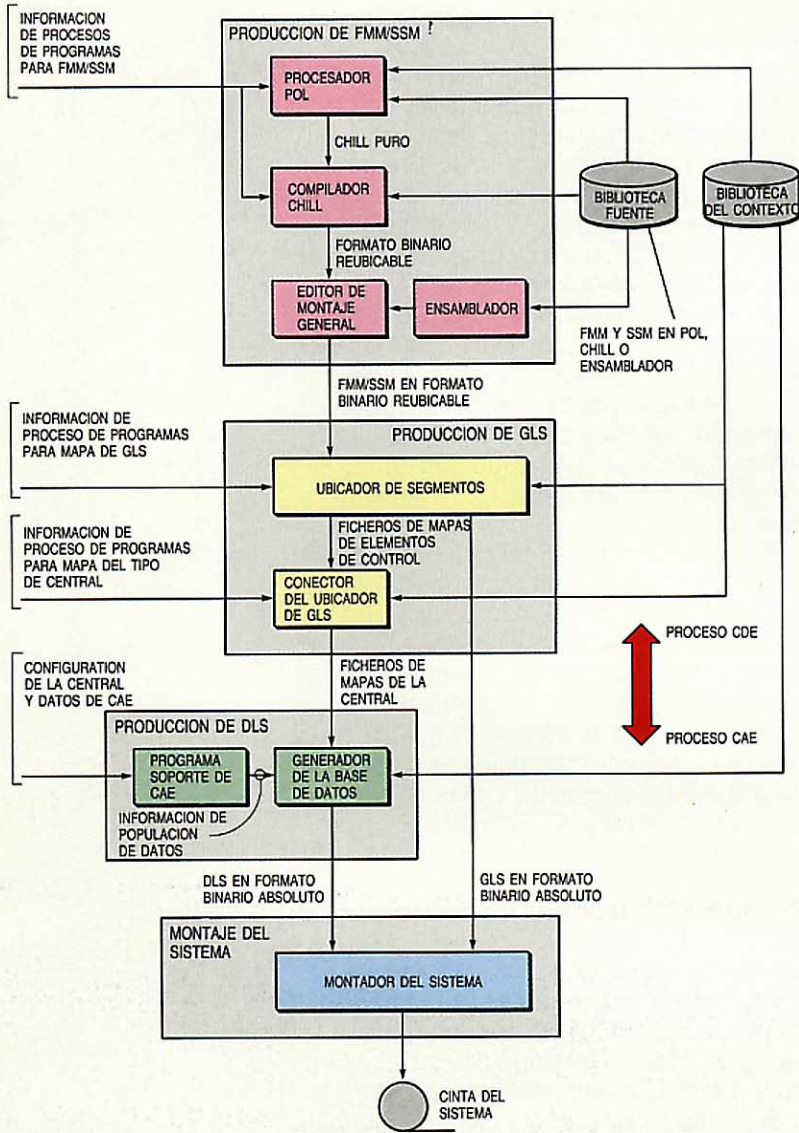 INFORMACION
DE PROCESOS
DE PROGRAMAS
PARA FMM/SSM
PRODUCCION DE FMM/SSM !
PROCESADOR
POL
CHILL PURO
COMPILADOR
CHILL
BIBLIOTECA
FUENTE
BIBLIOTECA
DEL CONTEXTO
FORMATO BINARIO
REUBICABLE
EDITOR DE
MONTAJE
GENERAL
ENSAMBLADOR
FMM Y SSM EN POL,
CHILL O
ENSAMBLADOR
FMM/SSM EN FORMATO
BINARIO REUBICABLE
INFORMACION DE
PROCESO DE PROGRAMAS
PARA MAPA DE GLS
PRODUCCION DE GLS
UBICADOR DE SEGMENTOS
INFORMACION DE
PROCESO DE PROGRAMAS
PARA MAPA DEL TIPO
DE CENTRAL
FICHEROS DE MAPAS
DE ELEMENTOS
DE CONTROL
CONECTOR
DEL UBICADOR
DE GLS
PROCESO CDE
PROCESO CAE
CONFIGURATION
DE LA CENTRAL
Y DATOS DE CAE
FICHEROS DE
MAPAS DE LA
CENTRAL
PRODUCCION DE DLS
PROGRAMA
SOPORTE DE
CAE
GENERADOR
DE LA BASE
DE DATOS
INFORMACION DE
POPULACION
DE DATOS
DLS EN FORMATO
BINARIO ABSOLUTO
GLS EN FORMATO
BINARIO ABSOLUTO
MONTAJE DEL
SISTEMA
MONTADOR DEL SISTEMA
CINTA DEL
SISTEMA